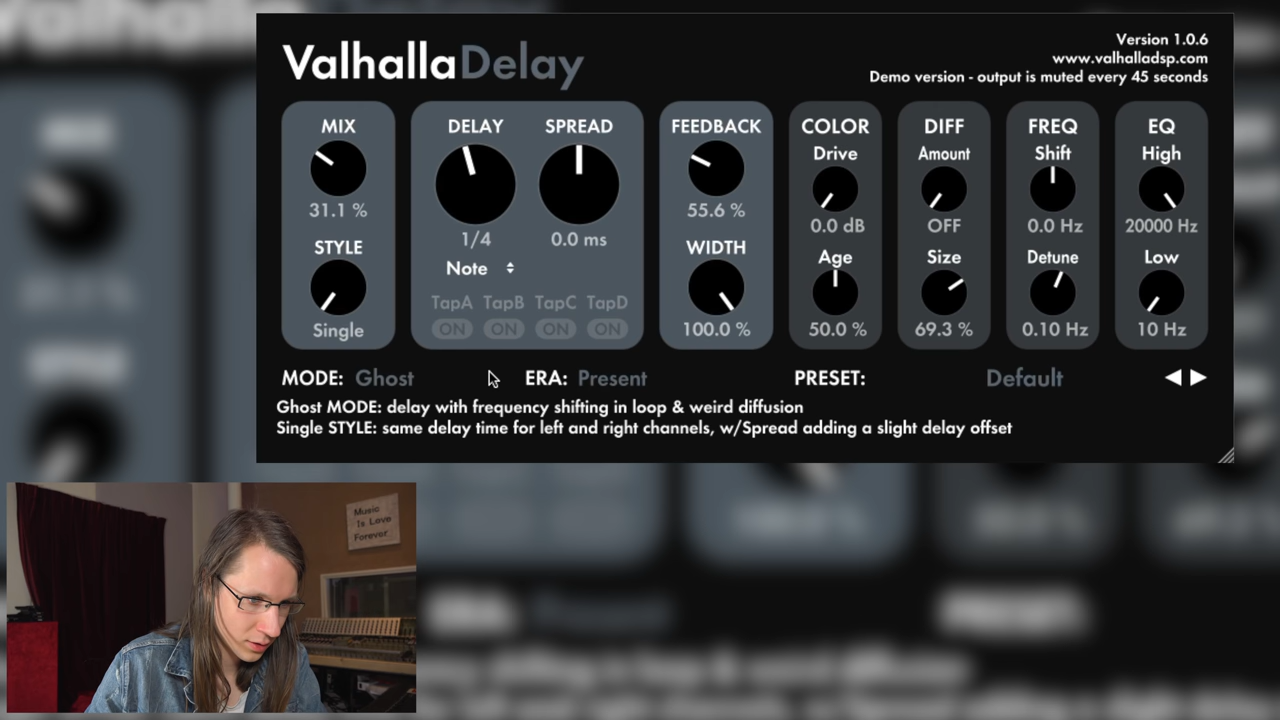 ValhallaDelay
Version 1.0.6
www.valhalladsp.com
Demo version - output is muted every 45 seconds
MIX
31.1 %
STYLE
Single
DELAY
1/4
SPREAD
0.0 ms
Note
TapA TapB TapC TapD
ON ON ON ON
FEEDBACK
55.6 %
WIDTH
100.0 %
COLOR
Drive
0.0 dB
Age
50.0 %
DIFF
Amount
OFF
Size
69.3 %
FREQ
Shift
0.0 Hz
Detune
0.10 Hz
EQ
High
20000 Hz
Low
10 Hz
MODE: Ghost ERA: Present PRESET: Default
Ghost MODE: delay with frequency shifting in loop & weird diffusion
Single STYLE: same delay time for left and right channels, w/Spread adding a slight delay offset
Music
Is Love
Forever